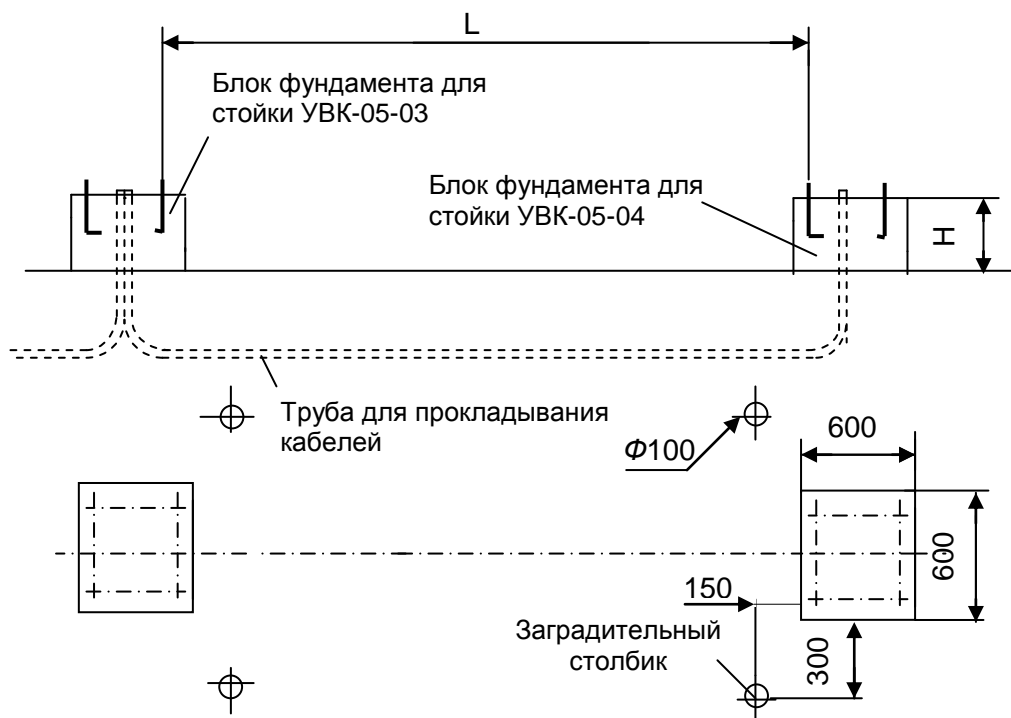 L
Блок фундамента для
стойки УВК-05-03
Блок фундамента для
стойки УВК-05-04
H
Труба для прокладывания
кабелей
Ф100
600
600
150
Заградительный
столбик
300